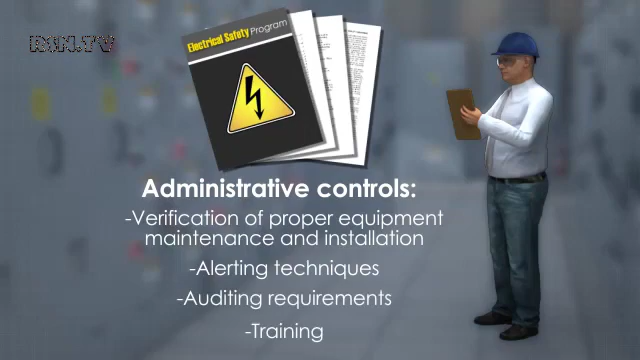 Electrical Safety Program
Administrative controls:
-Verification of proper equipment
maintenance and installation
-Alerting techniques
-Auditing requirements
-Training